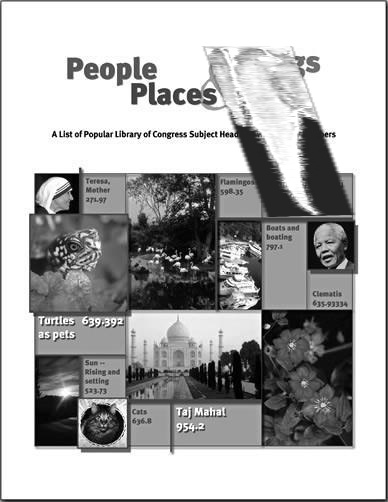 People
Places &
A List of Popular Library of Congress Subject
Teresa,
Mother
271.97
Flamingos
598.35
Boats and
boating
797.1
Clematis
635.93334
Turtles 639.392
as pets
Sun --
Rising and
setting
523.73
Cats
636.8
Taj Mahal
954.2